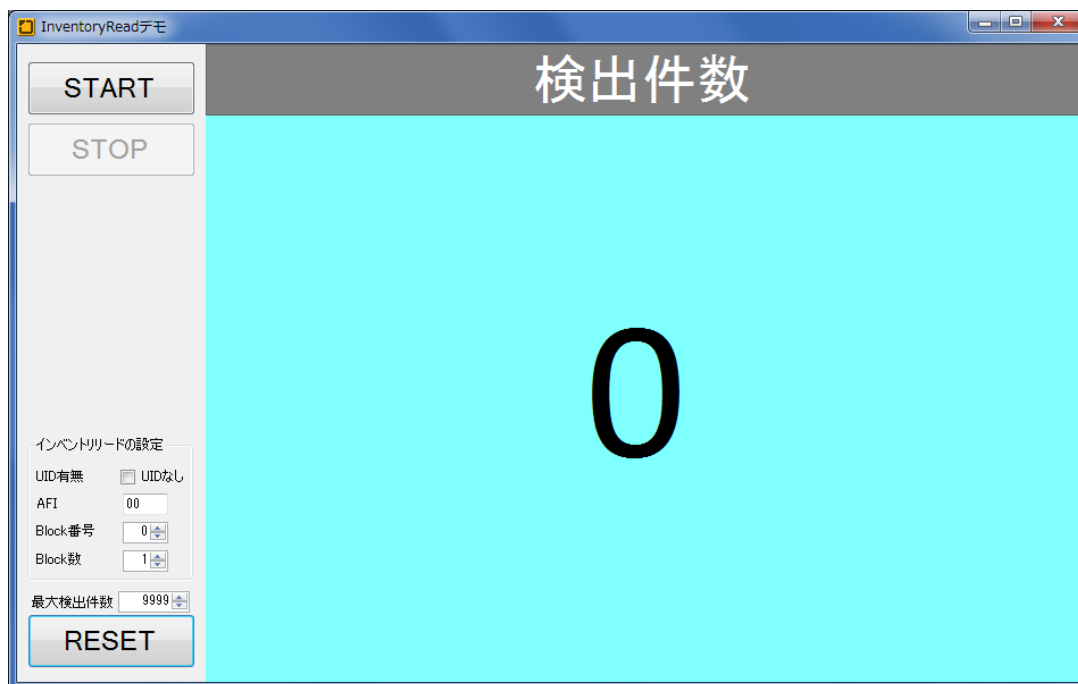 InventoryReadデモ
START
STOP
検出件数
0
インベントリリードの設定
UID有無 UIDなし
AFI 00
Block番号 0
Block数 1
最大検出件数 9999
RESET